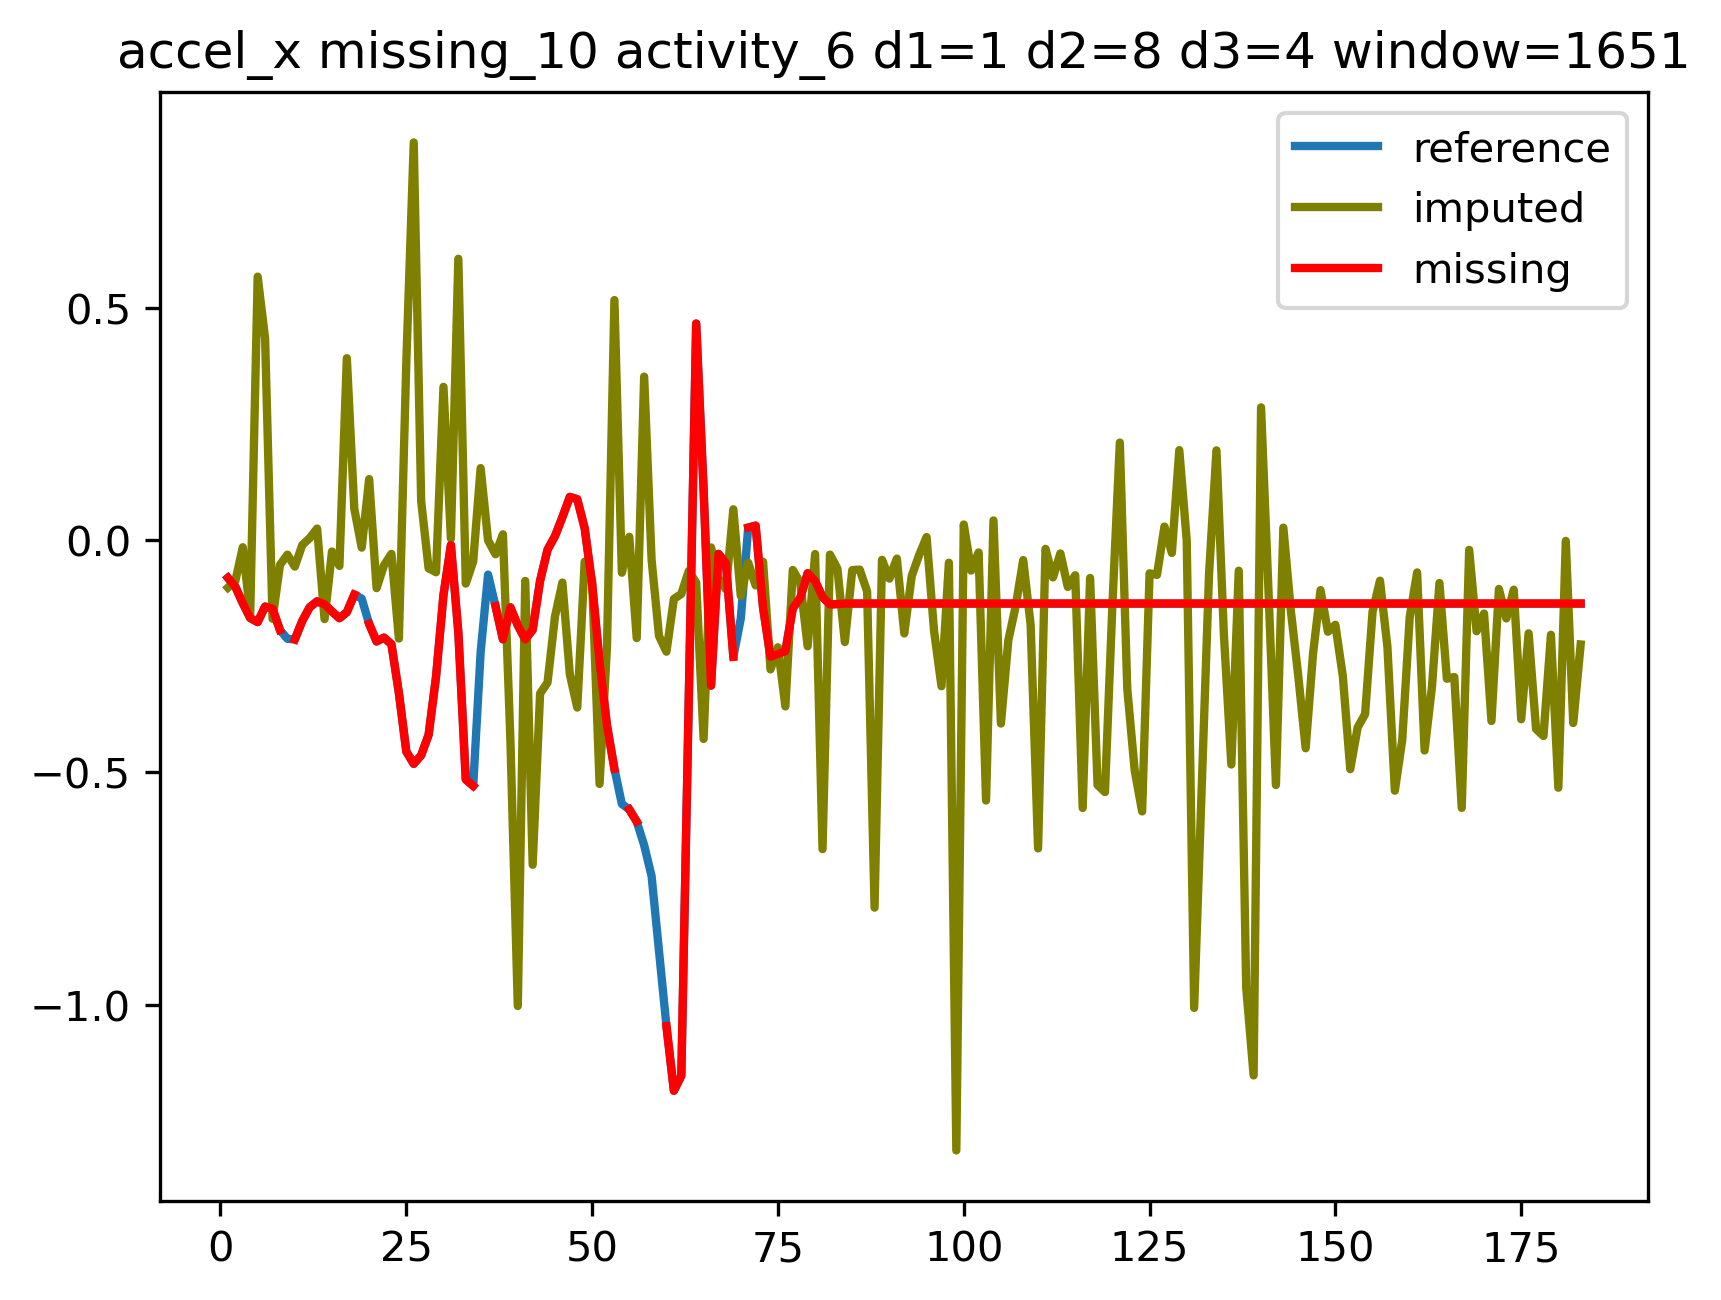 accel_x missing_10 activity_6 d1=1 d2=8 d3=4 window=1651
reference
imputed
missing
0.5
0.0
−0.5
−1.0
0 25 50 75 100 125 150 175